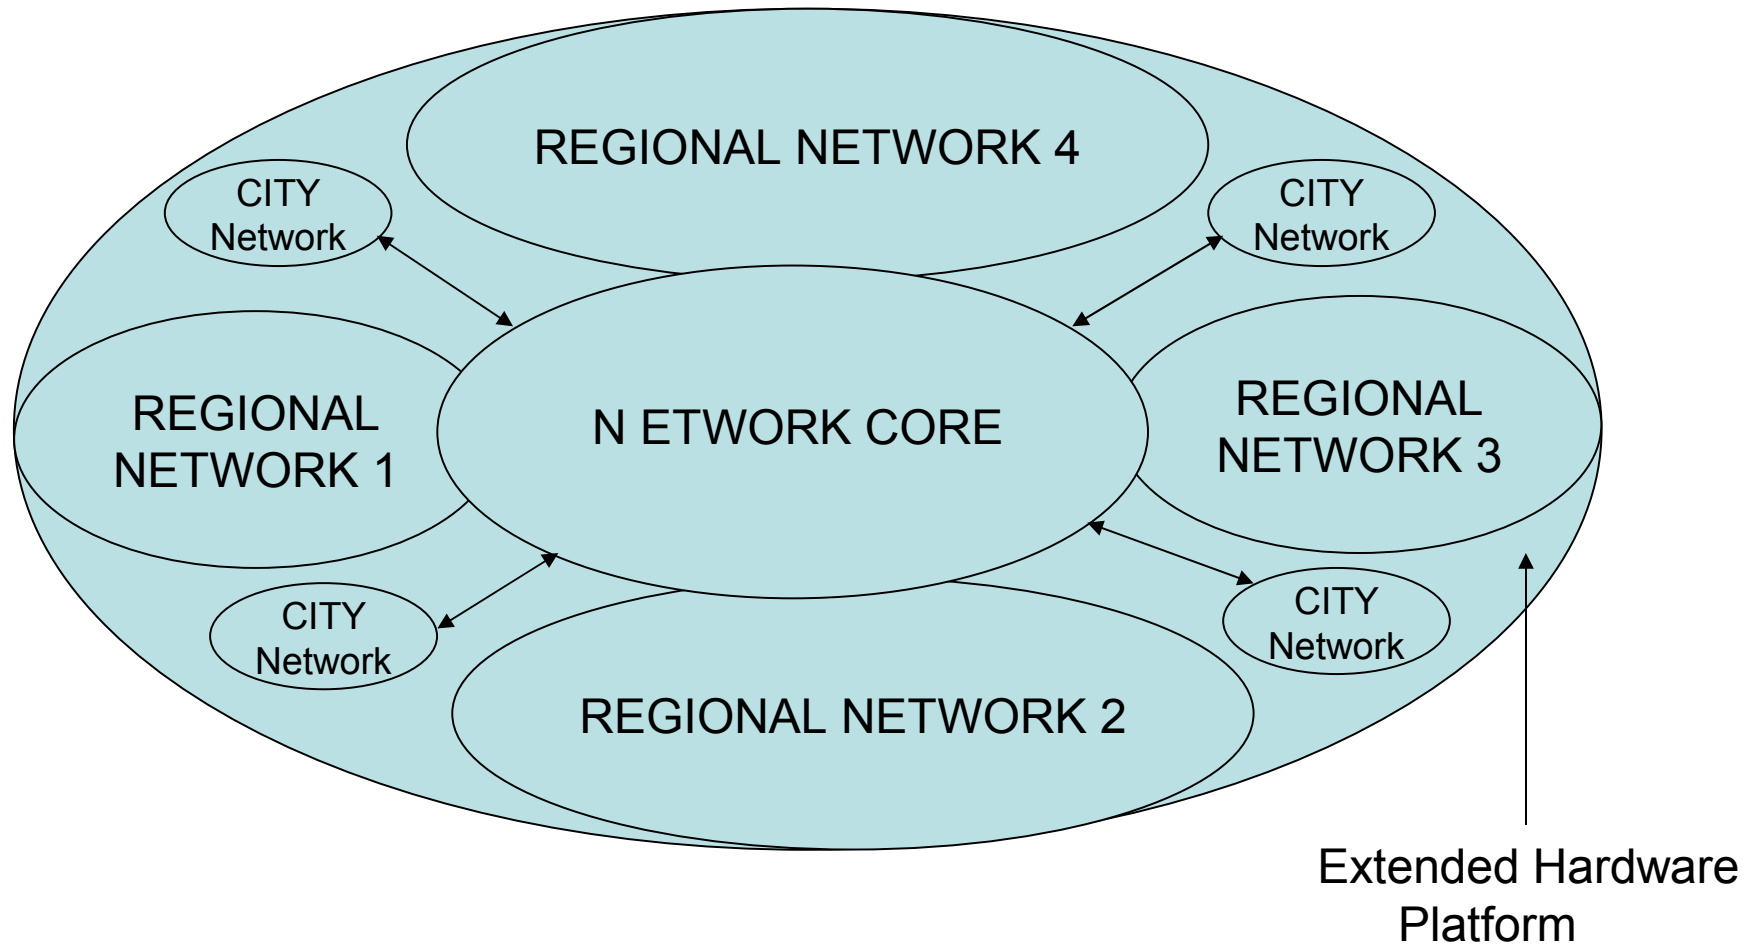 REGIONAL NETWORK 4
CITY
Network
CITY
Network
REGIONAL
NETWORK 1
N ETWORK CORE
REGIONAL
NETWORK 3
CITY
Network
CITY
Network
REGIONAL NETWORK 2
Extended Hardware
Platform